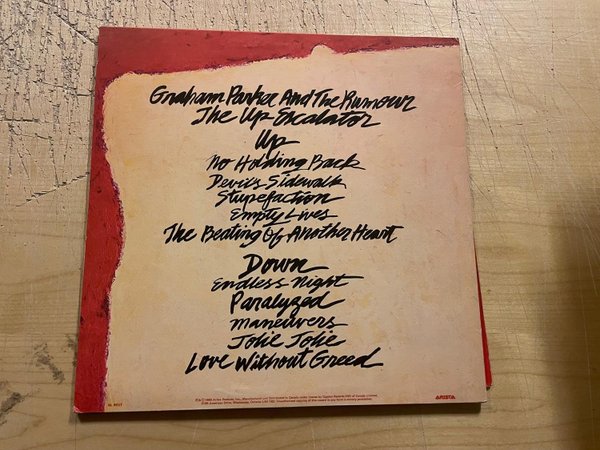 Graham Parker And The Rumour
The Up Escalator
Up
No Holding Back
Devil's Sidewalk
Stupefaction
Empty Lives
The Beating Of Another Heart
Down
Endless Night
Paralyzed
Maneuvers
Jolie Jolie
Love Without Greed
ARISTA